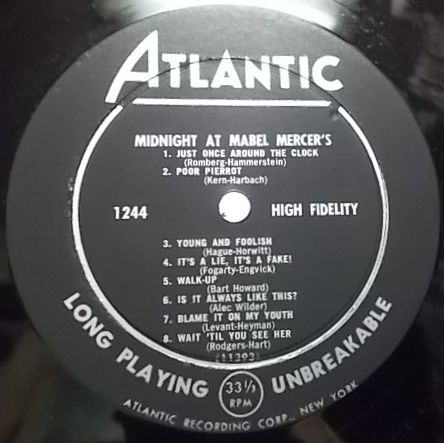 ATLANTIC
MIDNIGHT AT MABEL MERCER'S
1. JUST ONCE AROUND THE CLOCK
(Romberg-Hammerstein)
2. POOR PIERROT
(Kern-Harbach)
1244
HIGH FIDELITY
3. YOUNG AND FOOLISH
(Hague-Horwitt)
4. IT'S A LIE, IT'S A FAKE!
(Fogarty-Engvick)
5. WALK-UP
(Bart Howard)
6. IS IT ALWAYS LIKE THIS?
(Alec Wilder)
7. BLAME IT ON MY YOUTH
(Levant-Heyman)
8. WAIT 'TIL YOU SEE HER
(Rodgers-Hart)
(11393)
LONG PLAYING
33 1/3
RPM
UNBREAKABLE
ATLANTIC RECORDING CORP., NEW YORK